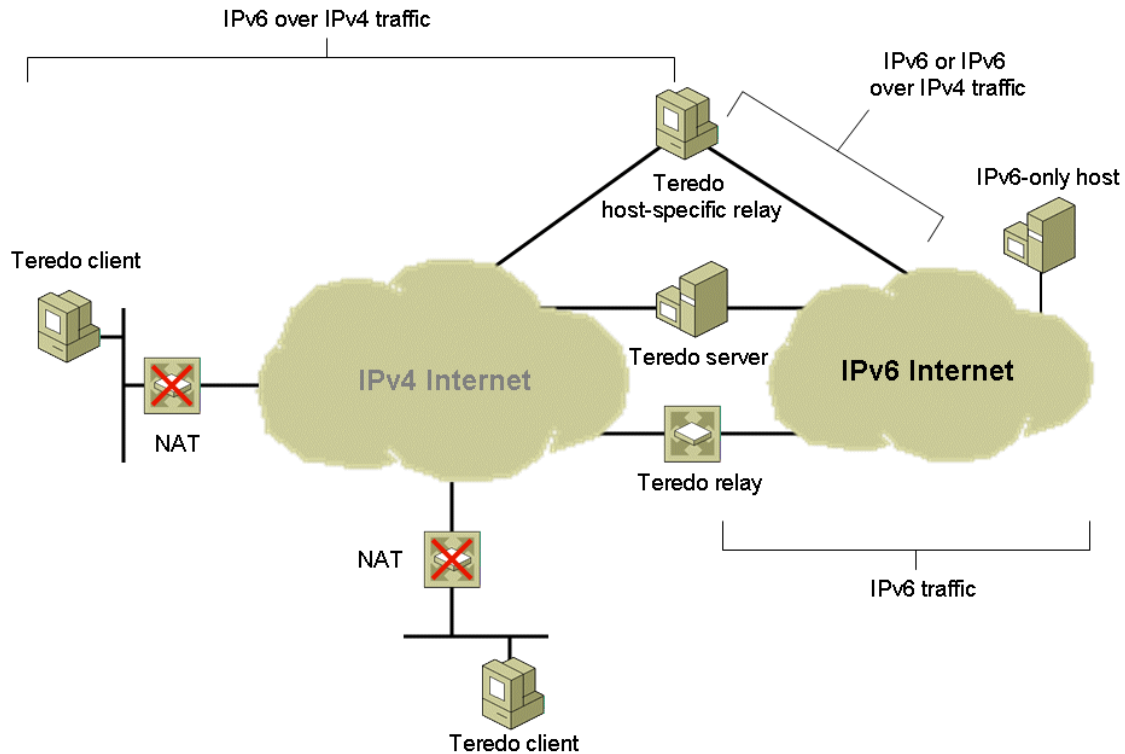 IPv6 over IPv4 traffic
IPv6 or IPv6
over IPv4 traffic
Teredo
host-specific relay
IPv6-only host
Teredo client
Teredo server
IPv4 Internet
IPv6 Internet
NAT
Teredo relay
NAT
IPv6 traffic
Teredo client